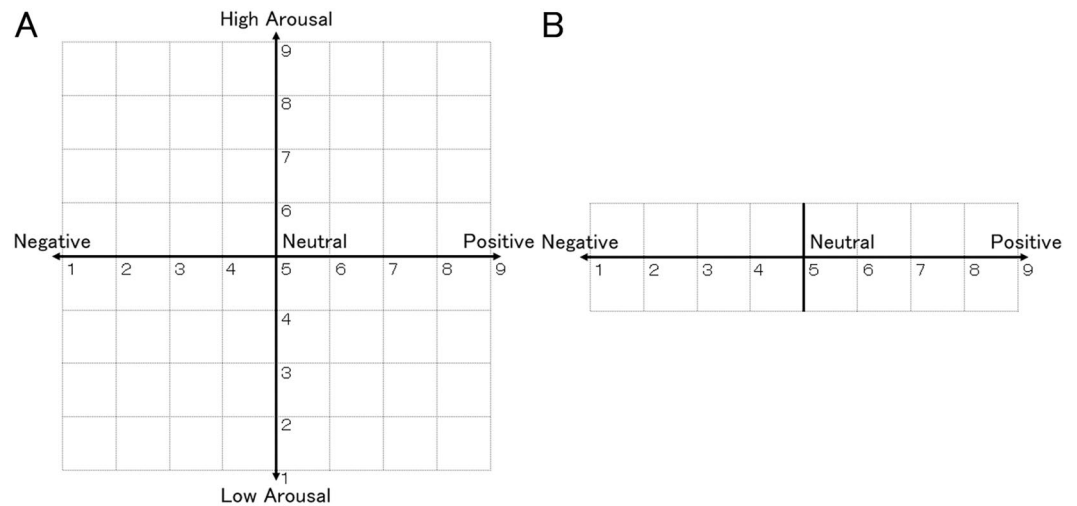 A
High Arousal
B
9
8
7
6
Negative Neutral Positive
1 2 3 4 5 6 7 8 9
4
3
2
1
Low Arousal
Negative Neutral Positive
1 2 3 4 5 6 7 8 9